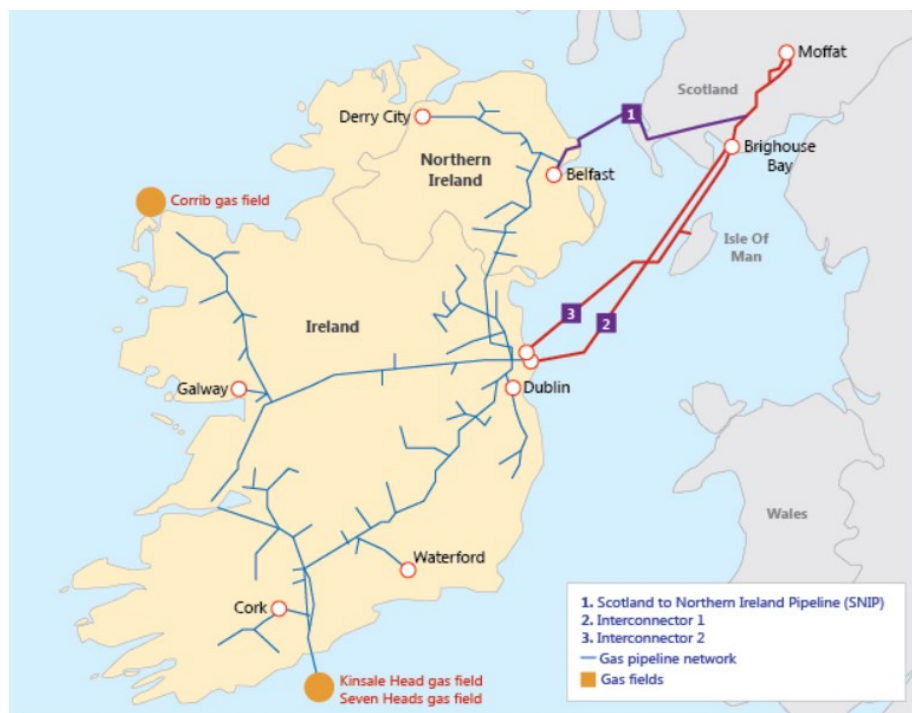 Moffat
Scotland
Derry City
1
Northern
Ireland
Brighouse
Bay
Belfast
Corrib gas field
Isle Of
Man
3
2
Ireland
Galway
Dublin
Wales
Waterford
Cork
Kinsale Head gas field
Seven Heads gas field
1. Scotland to Northern Ireland Pipeline (SNIP)
2. Interconnector 1
3. Interconnector 2
Gas pipeline network
Gas fields